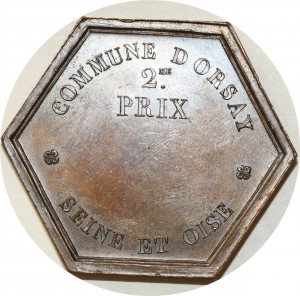 COMMUNE D'ORSAY
2.ME
PRIX
SEINE ET OISE